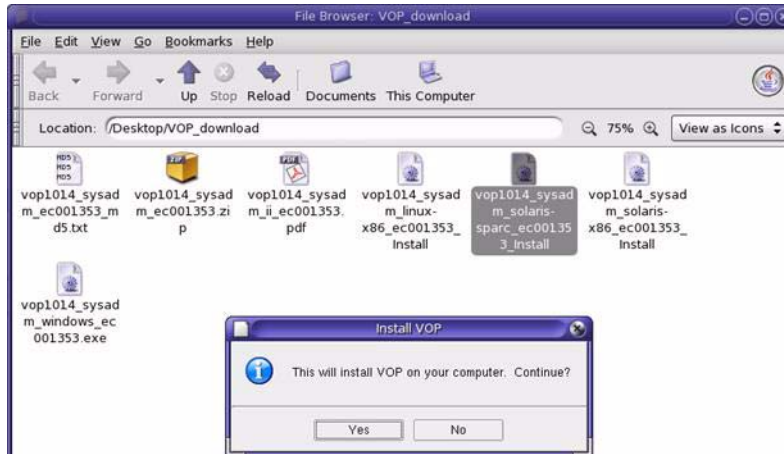 File Browser: VOP_download
File Edit View Go Bookmarks Help
Back Forward Up Stop Reload Documents This Computer
Location: /Desktop/VOP_download 75% View as Icons
MD5
MD5
MD5
ZIP
PDF
vop1014_sysad
m_ec001353_m
d5.txt
vop1014_sysa
dm_ec001353.zi
p
vop1014_sysad
m_ii_ec001353.
pdf
vop1014_sysad
m_linux-
x86_ec001353_
Install
vop1014_sysad
m_solaris-
sparc_ec00135
3_Install
vop1014_sysad
m_solaris-
x86_ec001353_
Install
vop1014_sysad
m_windows_ec
001353.exe
Install VOP
This will install VOP on your computer. Continue?
Yes No